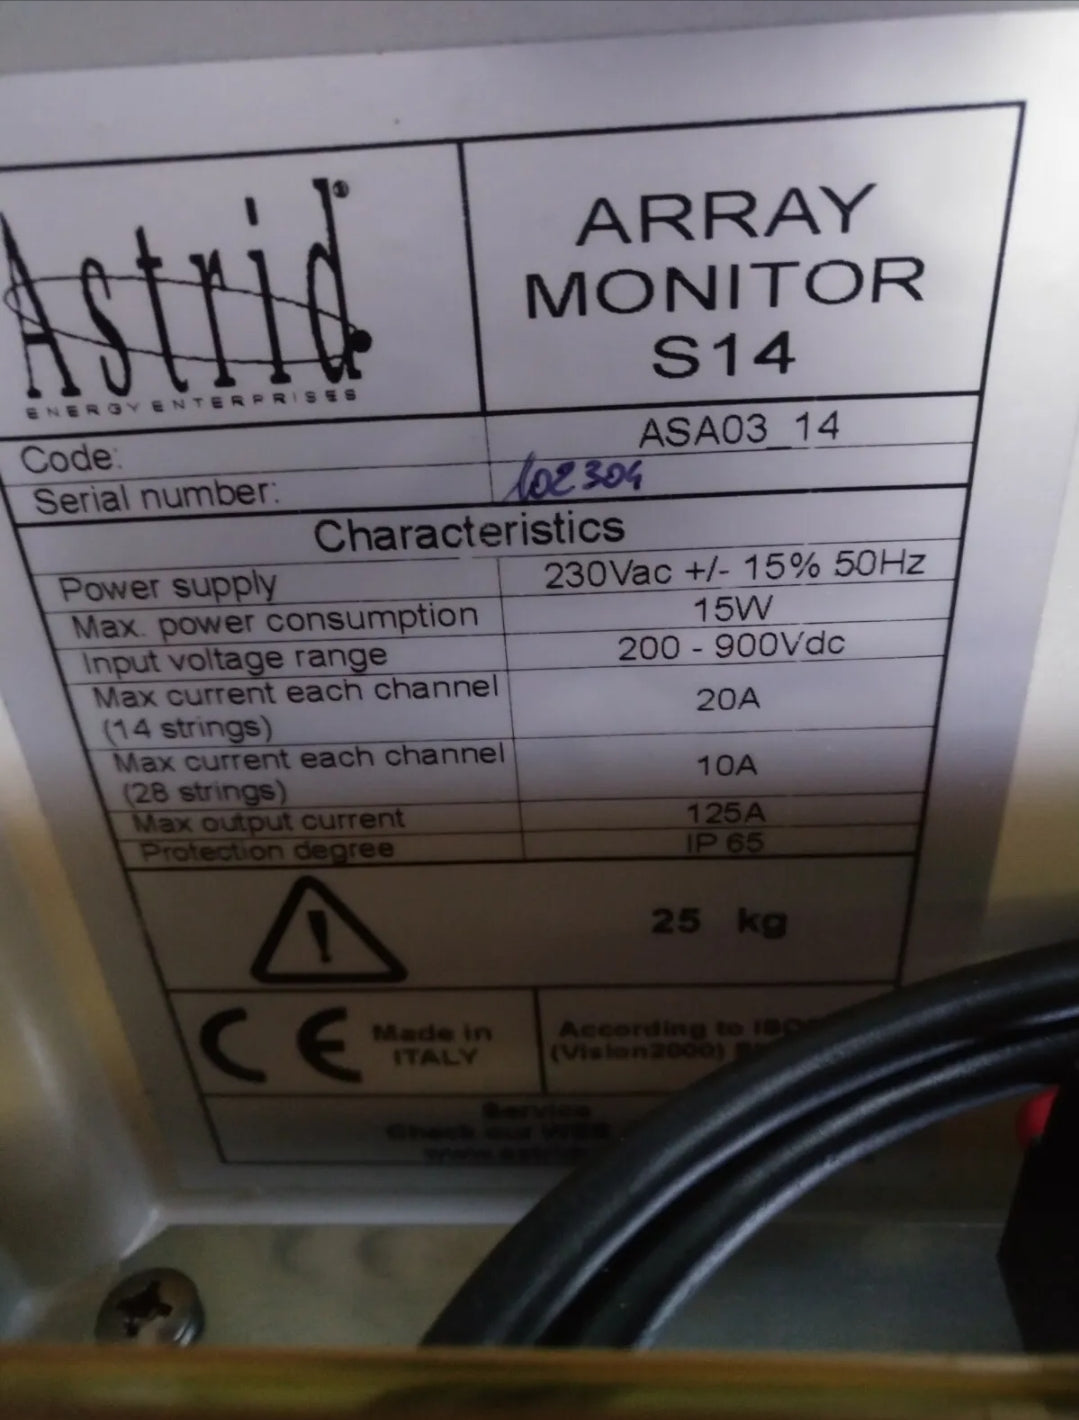 Astrid®
ENERGY ENTERPRISES
ARRAY
MONITOR
S14
Code: ASA03_14
Serial number: 102304
Characteristics
Power supply 230Vac +/- 15% 50Hz
Max. power consumption 15W
Input voltage range 200 - 900Vdc
Max current each channel
(14 strings) 20A
Max current each channel
(28 strings) 10A
Max output current 125A
Protection degree IP 65
!
25 kg
CE
Made in
ITALY
According to
(Vision2000)
Service
Check our WEB